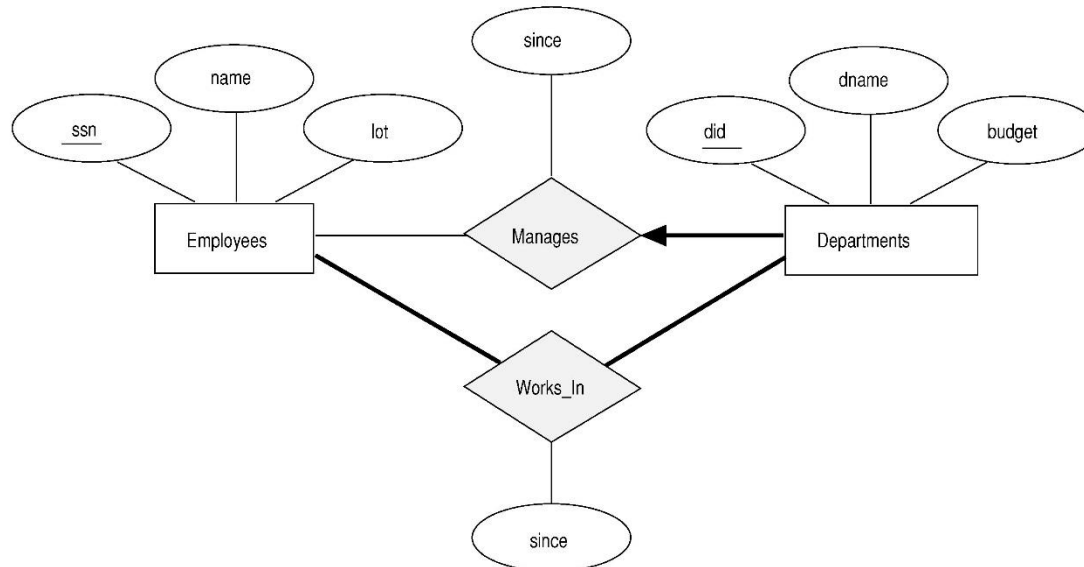 since
name
dname
ssn
lot
did
budget
Employees
Manages
Departments
Works_In
since